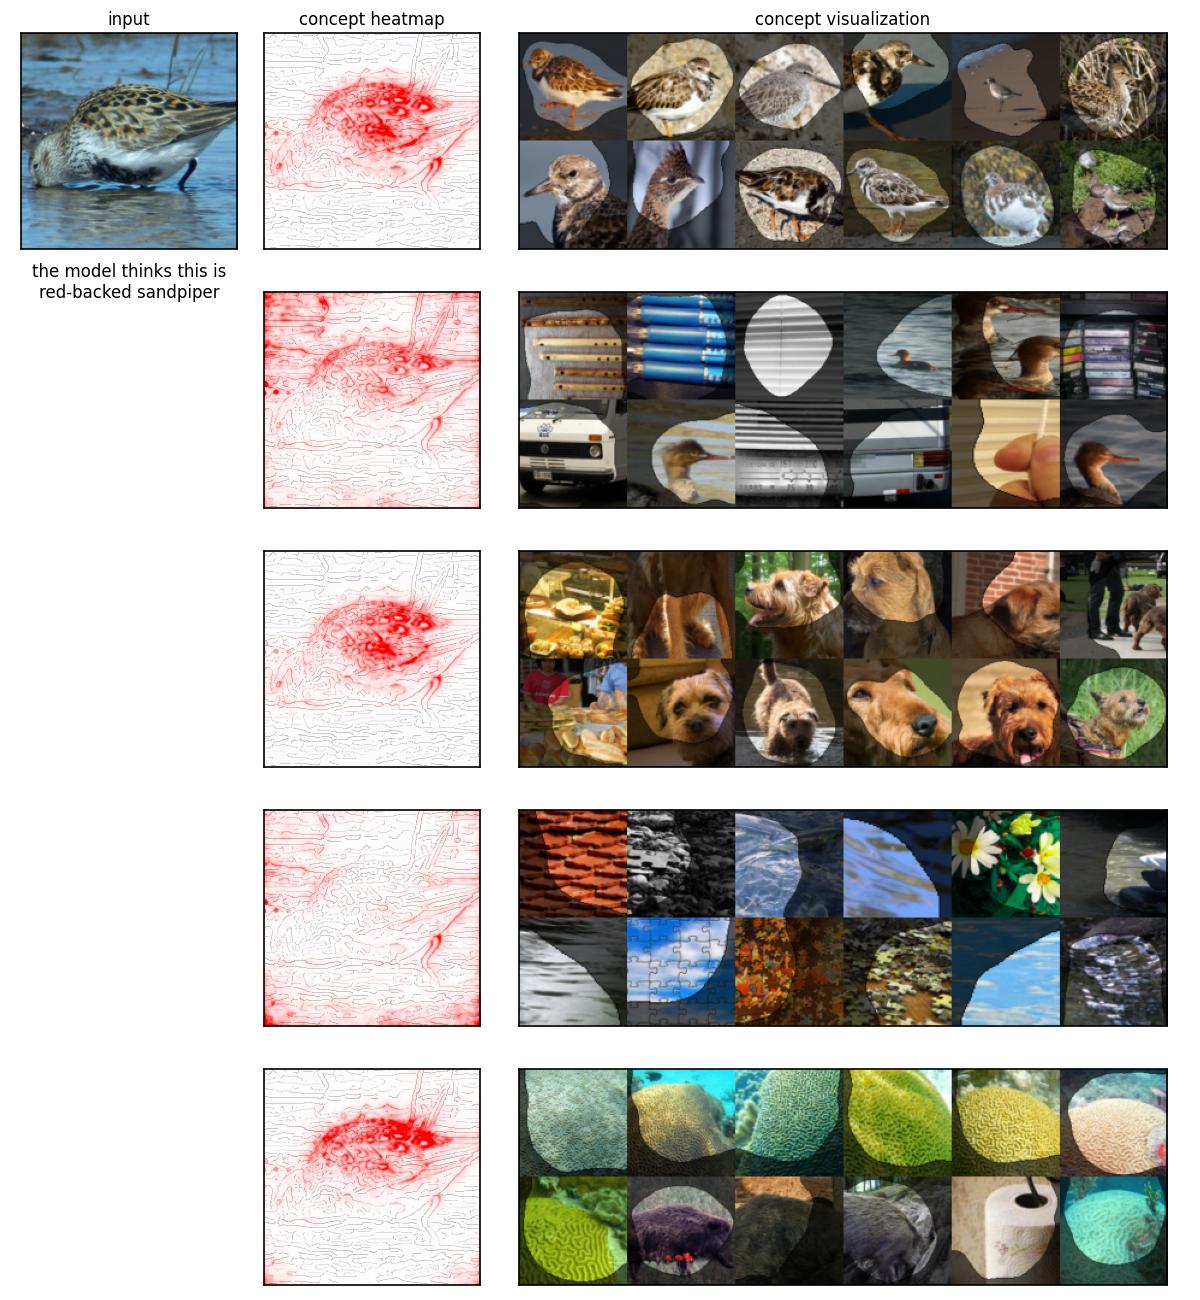 input
concept heatmap
concept visualization
the model thinks this is
red-backed sandpiper